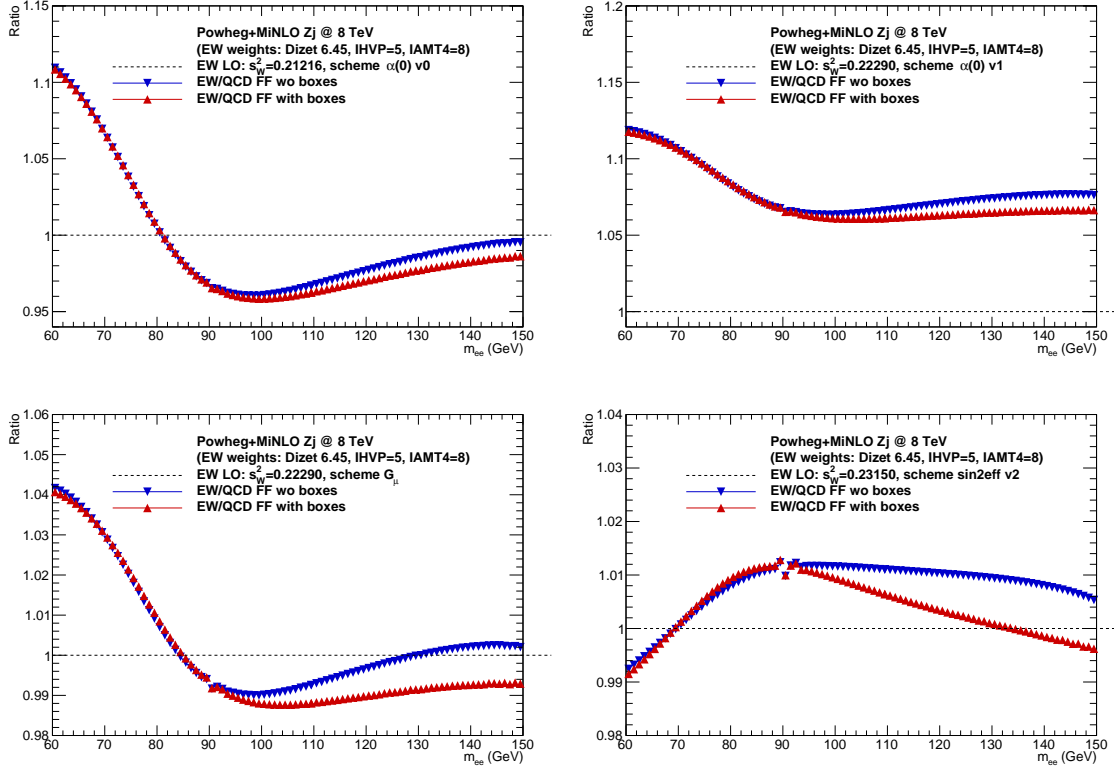 Ratio
1.15
1.1
1.05
1
0.95
Powheg+MiNLO Zj @ 8 TeV
(EW weights: Dizet 6.45, IHVP=5, IAMT4=8)
EW LO: s²_W=0.21216, scheme α(0) v0
EW/QCD FF wo boxes
EW/QCD FF with boxes
60 70 80 90 100 110 120 130 140 150
m_ee (GeV)
Ratio
1.2
1.15
1.1
1.05
1
Powheg+MiNLO Zj @ 8 TeV
(EW weights: Dizet 6.45, IHVP=5, IAMT4=8)
EW LO: s²_W=0.22290, scheme α(0) v1
EW/QCD FF wo boxes
EW/QCD FF with boxes
60 70 80 90 100 110 120 130 140 150
m_ee (GeV)
Ratio
1.06
1.05
1.04
1.03
1.02
1.01
1
0.99
0.98
Powheg+MiNLO Zj @ 8 TeV
(EW weights: Dizet 6.45, IHVP=5, IAMT4=8)
EW LO: s²_W=0.22290, scheme G_μ
EW/QCD FF wo boxes
EW/QCD FF with boxes
60 70 80 90 100 110 120 130 140 150
m_ee (GeV)
Ratio
1.04
1.03
1.02
1.01
1
0.99
0.98
Powheg+MiNLO Zj @ 8 TeV
(EW weights: Dizet 6.45, IHVP=5, IAMT4=8)
EW LO: s²_W=0.23150, scheme sin2eff v2
EW/QCD FF wo boxes
EW/QCD FF with boxes
60 70 80 90 100 110 120 130 140 150
m_ee (GeV)